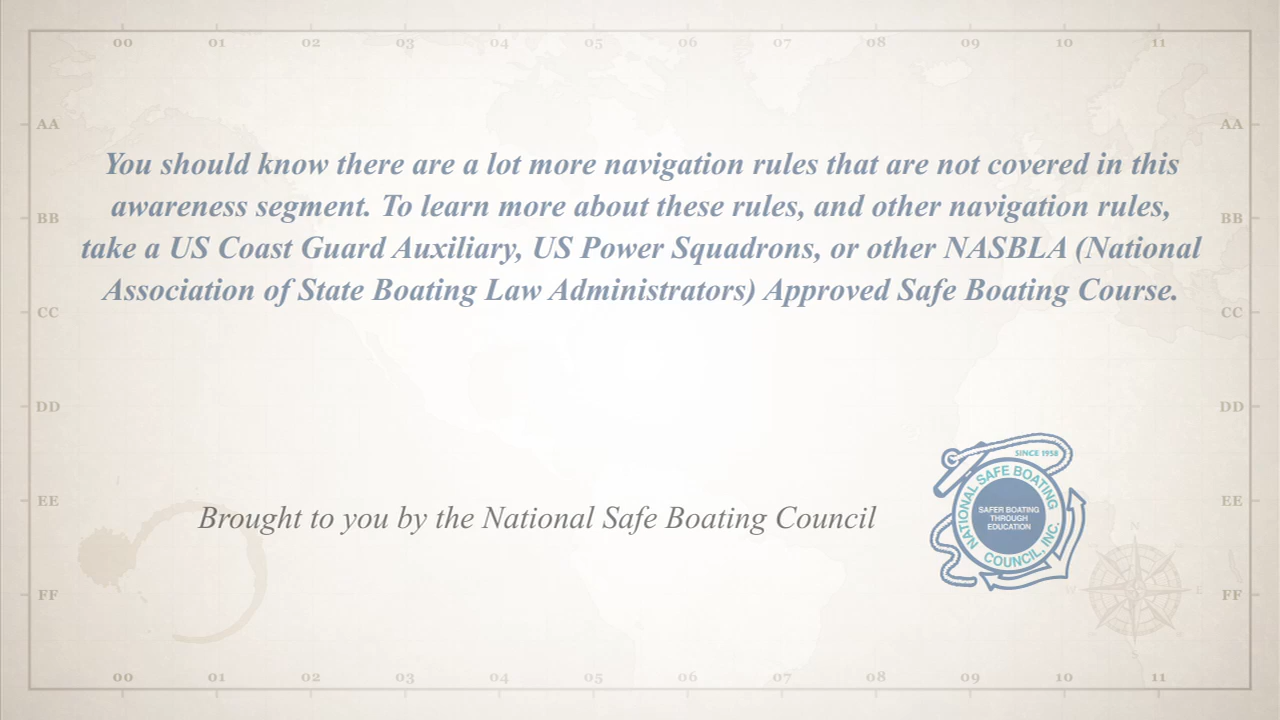 00 01 02 03 04 05 06 07 08 09 10 11
AA AA
You should know there are a lot more navigation rules that are not covered in this
awareness segment. To learn more about these rules, and other navigation rules,
BB BB
take a US Coast Guard Auxiliary, US Power Squadrons, or other NASBLA (National
Association of State Boating Law Administrators) Approved Safe Boating Course.
CC CC
DD DD
SINCE 1958
NATIONAL SAFE BOATING
COUNCIL, INC.
SAFER BOATING
THROUGH
EDUCATION
EE EE
Brought to you by the National Safe Boating Council
N
W E
S
FF FF
00 01 02 03 04 05 06 07 08 09 10 11